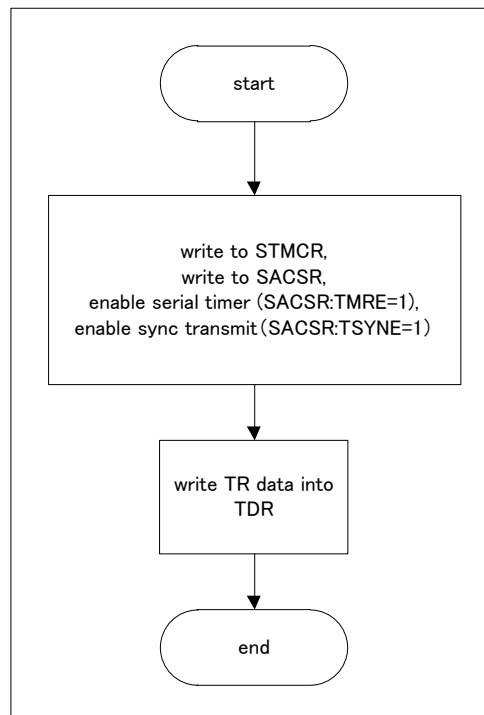 start
write to STMCR,
write to SACSR,
enable serial timer (SACSR:TMRE=1),
enable sync transmit(SACSR:TSYNE=1)
write TR data into
TDR
end